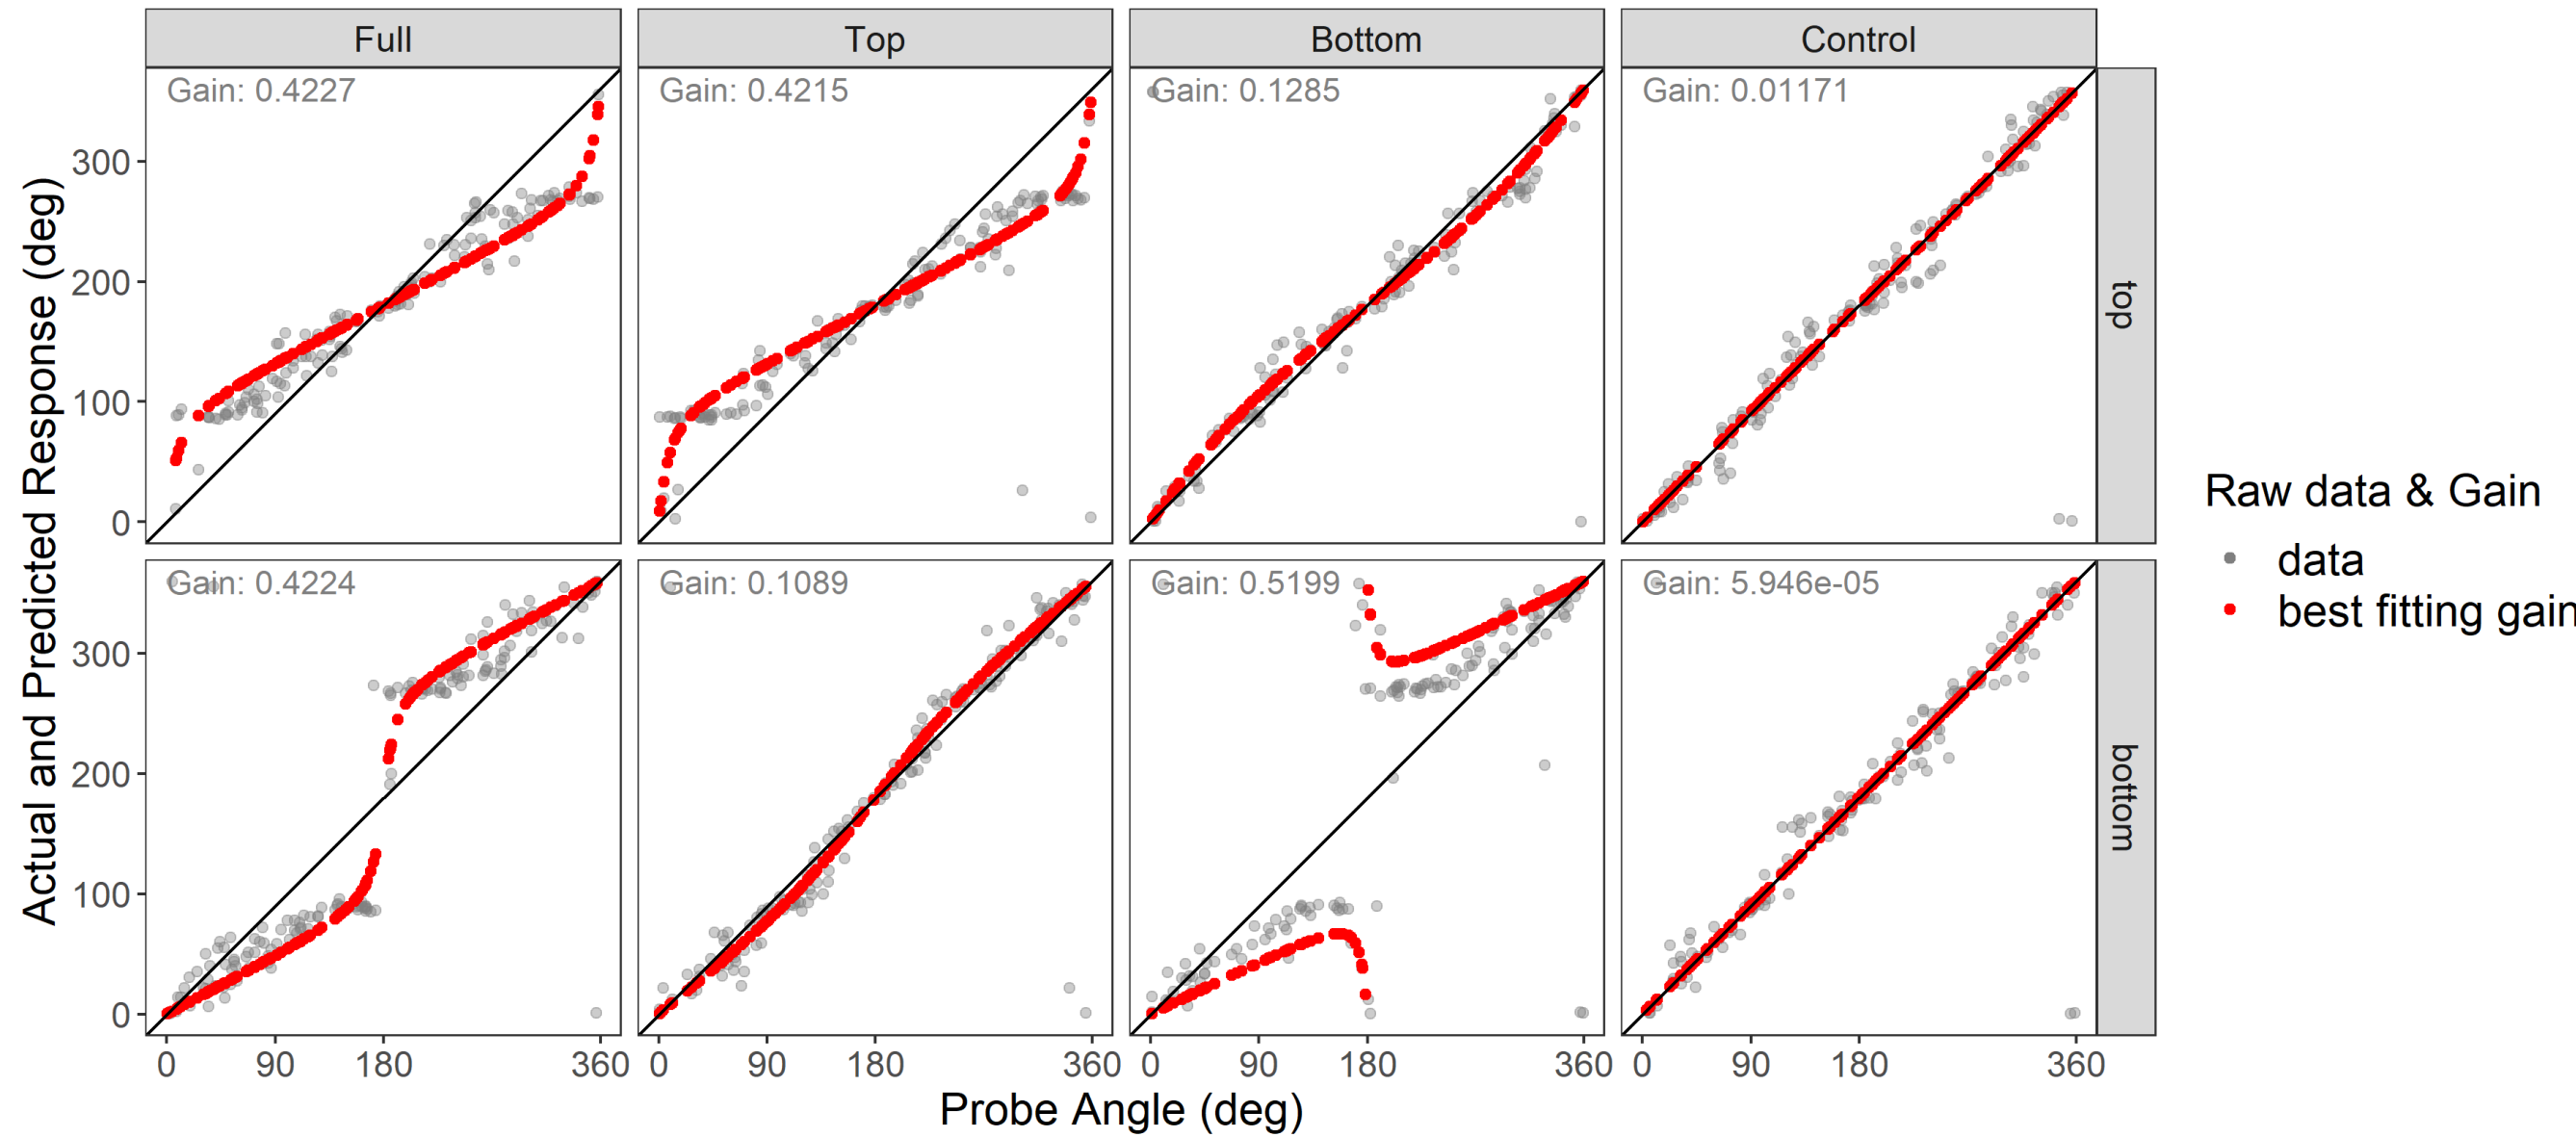 Full Top Bottom Control
Gain: 0.4227 Gain: 0.4215 Gain: 0.1285 Gain: 0.01171
300
200
100
0
top
Gain: 0.4224 Gain: 0.1089 Gain: 0.5199 Gain: 5.946e-05
300
200
100
0
bottom
0 90 180 360 0 90 180 360 0 90 180 360 0 90 180 360
Probe Angle (deg)
Actual and Predicted Response (deg)
Raw data & Gain
data
best fitting gain